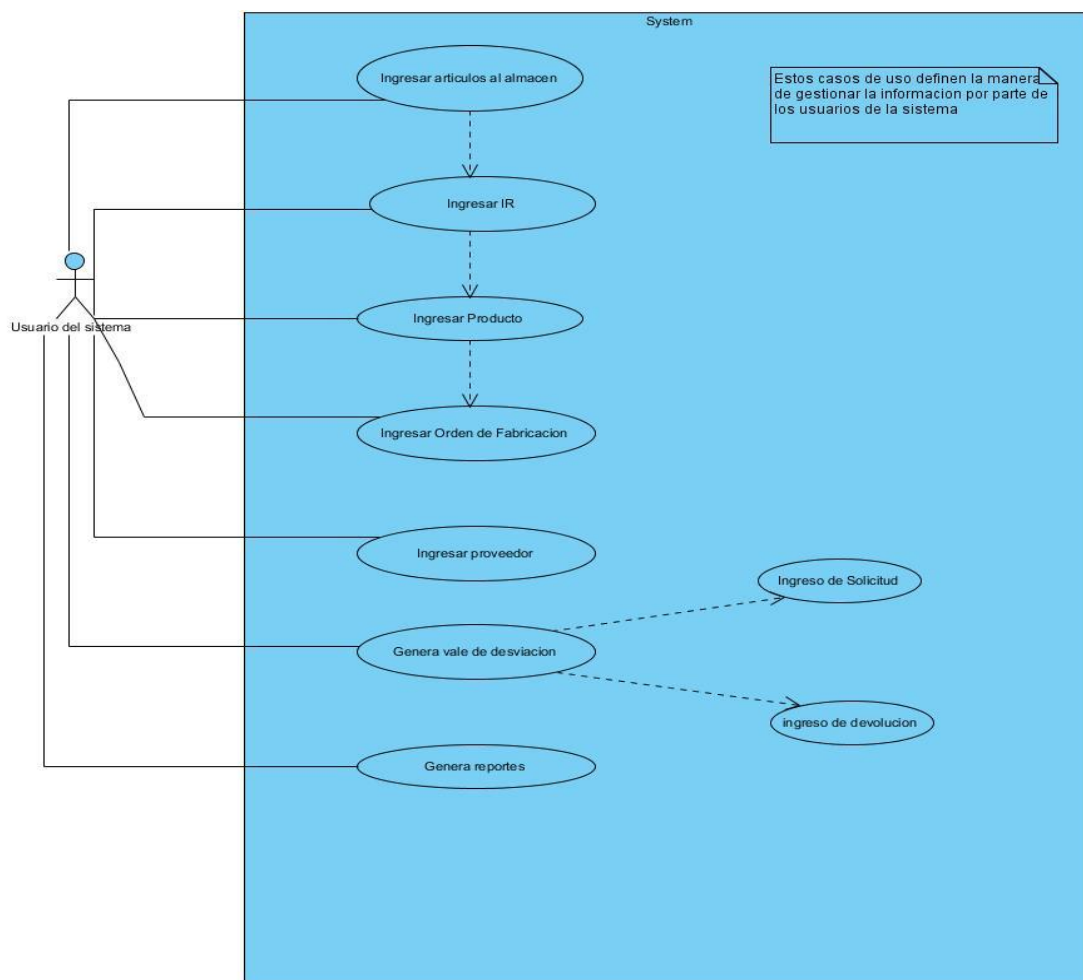 System
Ingresar articulos al almacen
Estos casos de uso definen la manera
de gestionar la informacion por parte de
los usuarios de la sistema
Ingresar IR
Ingresar Producto
Usuario del sistema
Ingresar Orden de Fabricacion
Ingresar proveedor
Ingreso de Solicitud
Genera vale de desviacion
ingreso de devolucion
Genera reportes